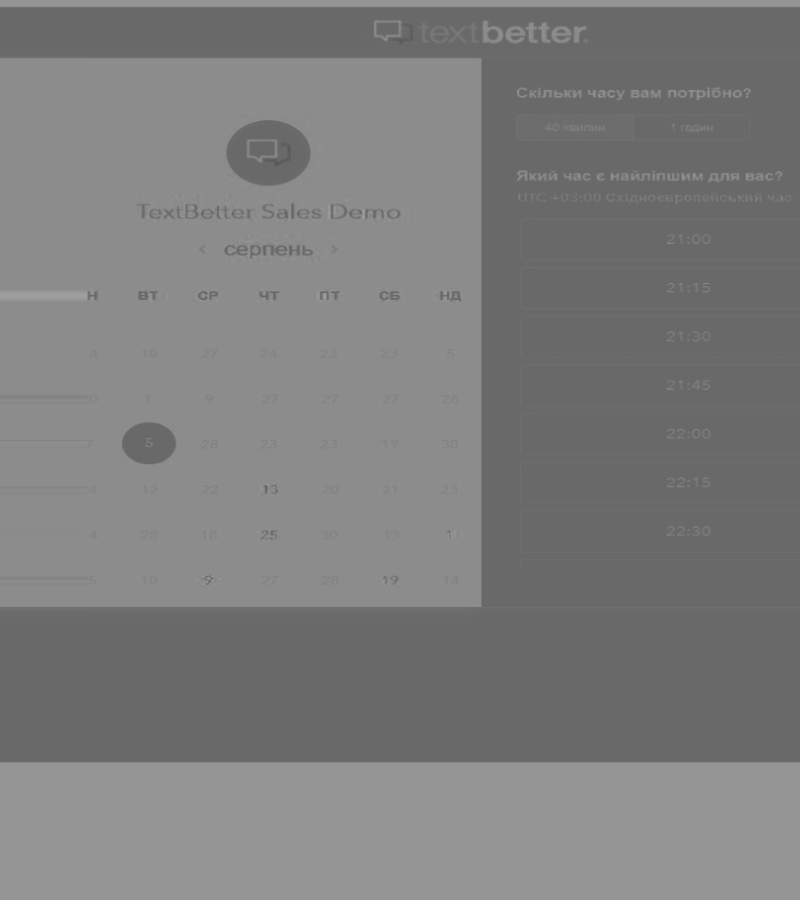 textbetter.
TextBetter Sales Demo
‹ серпень ›
Н ВТ СР ЧТ ПТ СБ НД
4 10 27 24 23 23 5
0 1 9 27 27 27 26
7 5 28 23 23 19 30
4 12 22 13 20 21 23
4 20 18 25 30 13 1
5 10 9 27 28 19 14
Скільки часу вам потрібно?
40 хвилин 1 годин
Який час є найліпшим для вас?
UTC +03:00 Східноєвропейський час
21:00
21:15
21:30
21:45
22:00
22:15
22:30